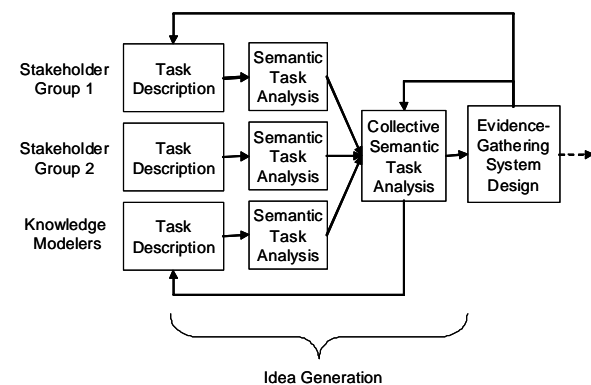 Stakeholder
Group 1
Task
Description
Semantic
Task
Analysis
Stakeholder
Group 2
Task
Description
Semantic
Task
Analysis
Knowledge
Modelers
Task
Description
Semantic
Task
Analysis
Collective
Semantic
Task
Analysis
Evidence-
Gathering
System
Design
Idea Generation